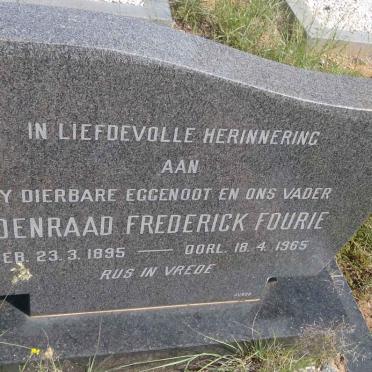 IN LIEFDEVOLLE HERINNERING
AAN
Y DIERBARE EGGENOOT EN ONS VADER
OENRAAD FREDERICK FOURIE
EB. 23.3.1895 — OORL. 18.4.1965
RUS IN VREDE